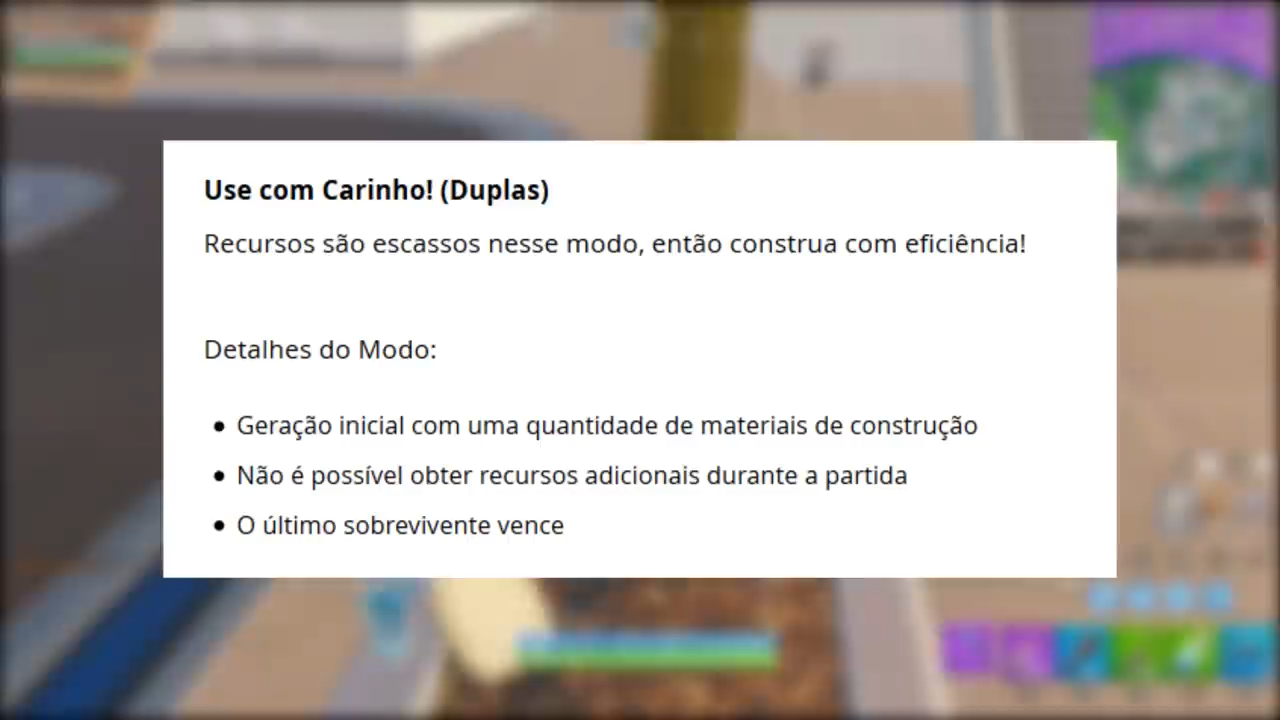 Use com Carinho! (Duplas)
Recursos são escassos nesse modo, então construa com eficiência!
Detalhes do Modo:
• Geração inicial com uma quantidade de materiais de construção
• Não é possível obter recursos adicionais durante a partida
• O último sobrevivente vence